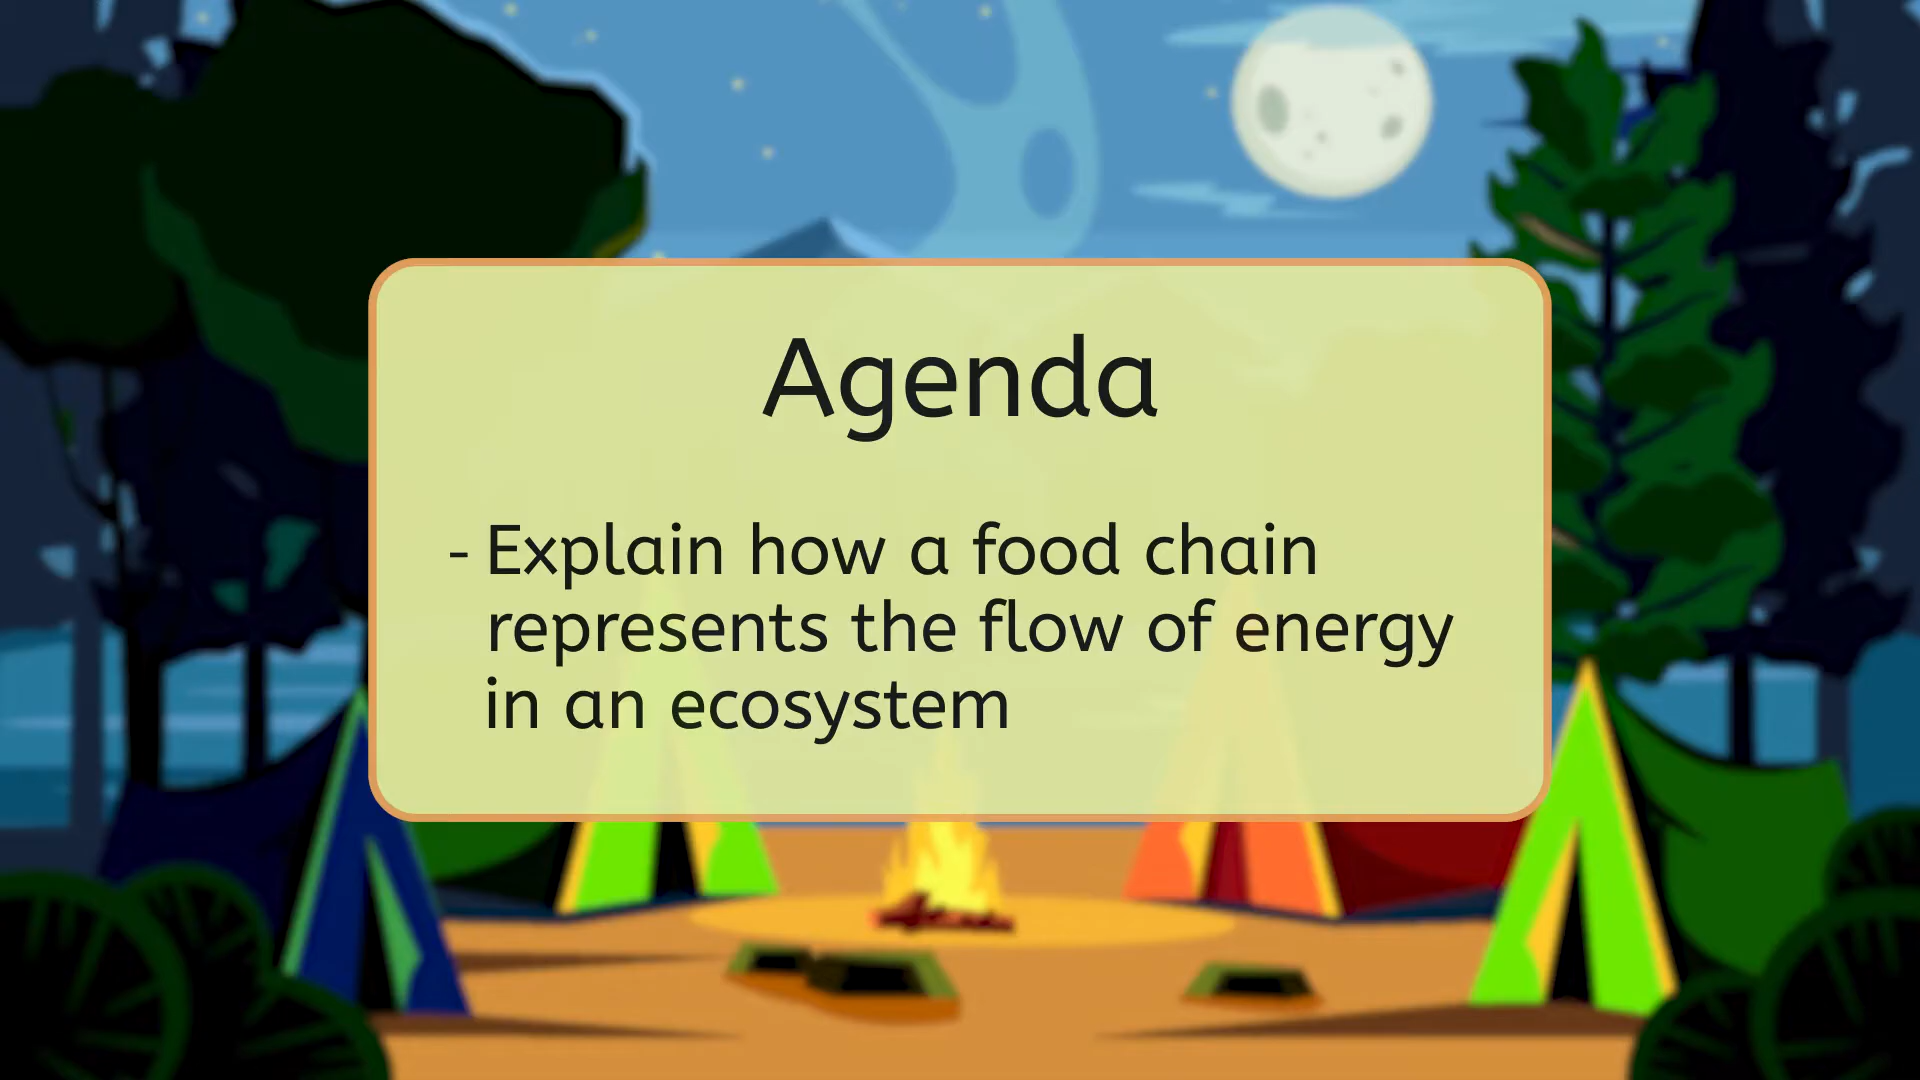 Agenda
- Explain how a food chain
represents the flow of energy
in an ecosystem